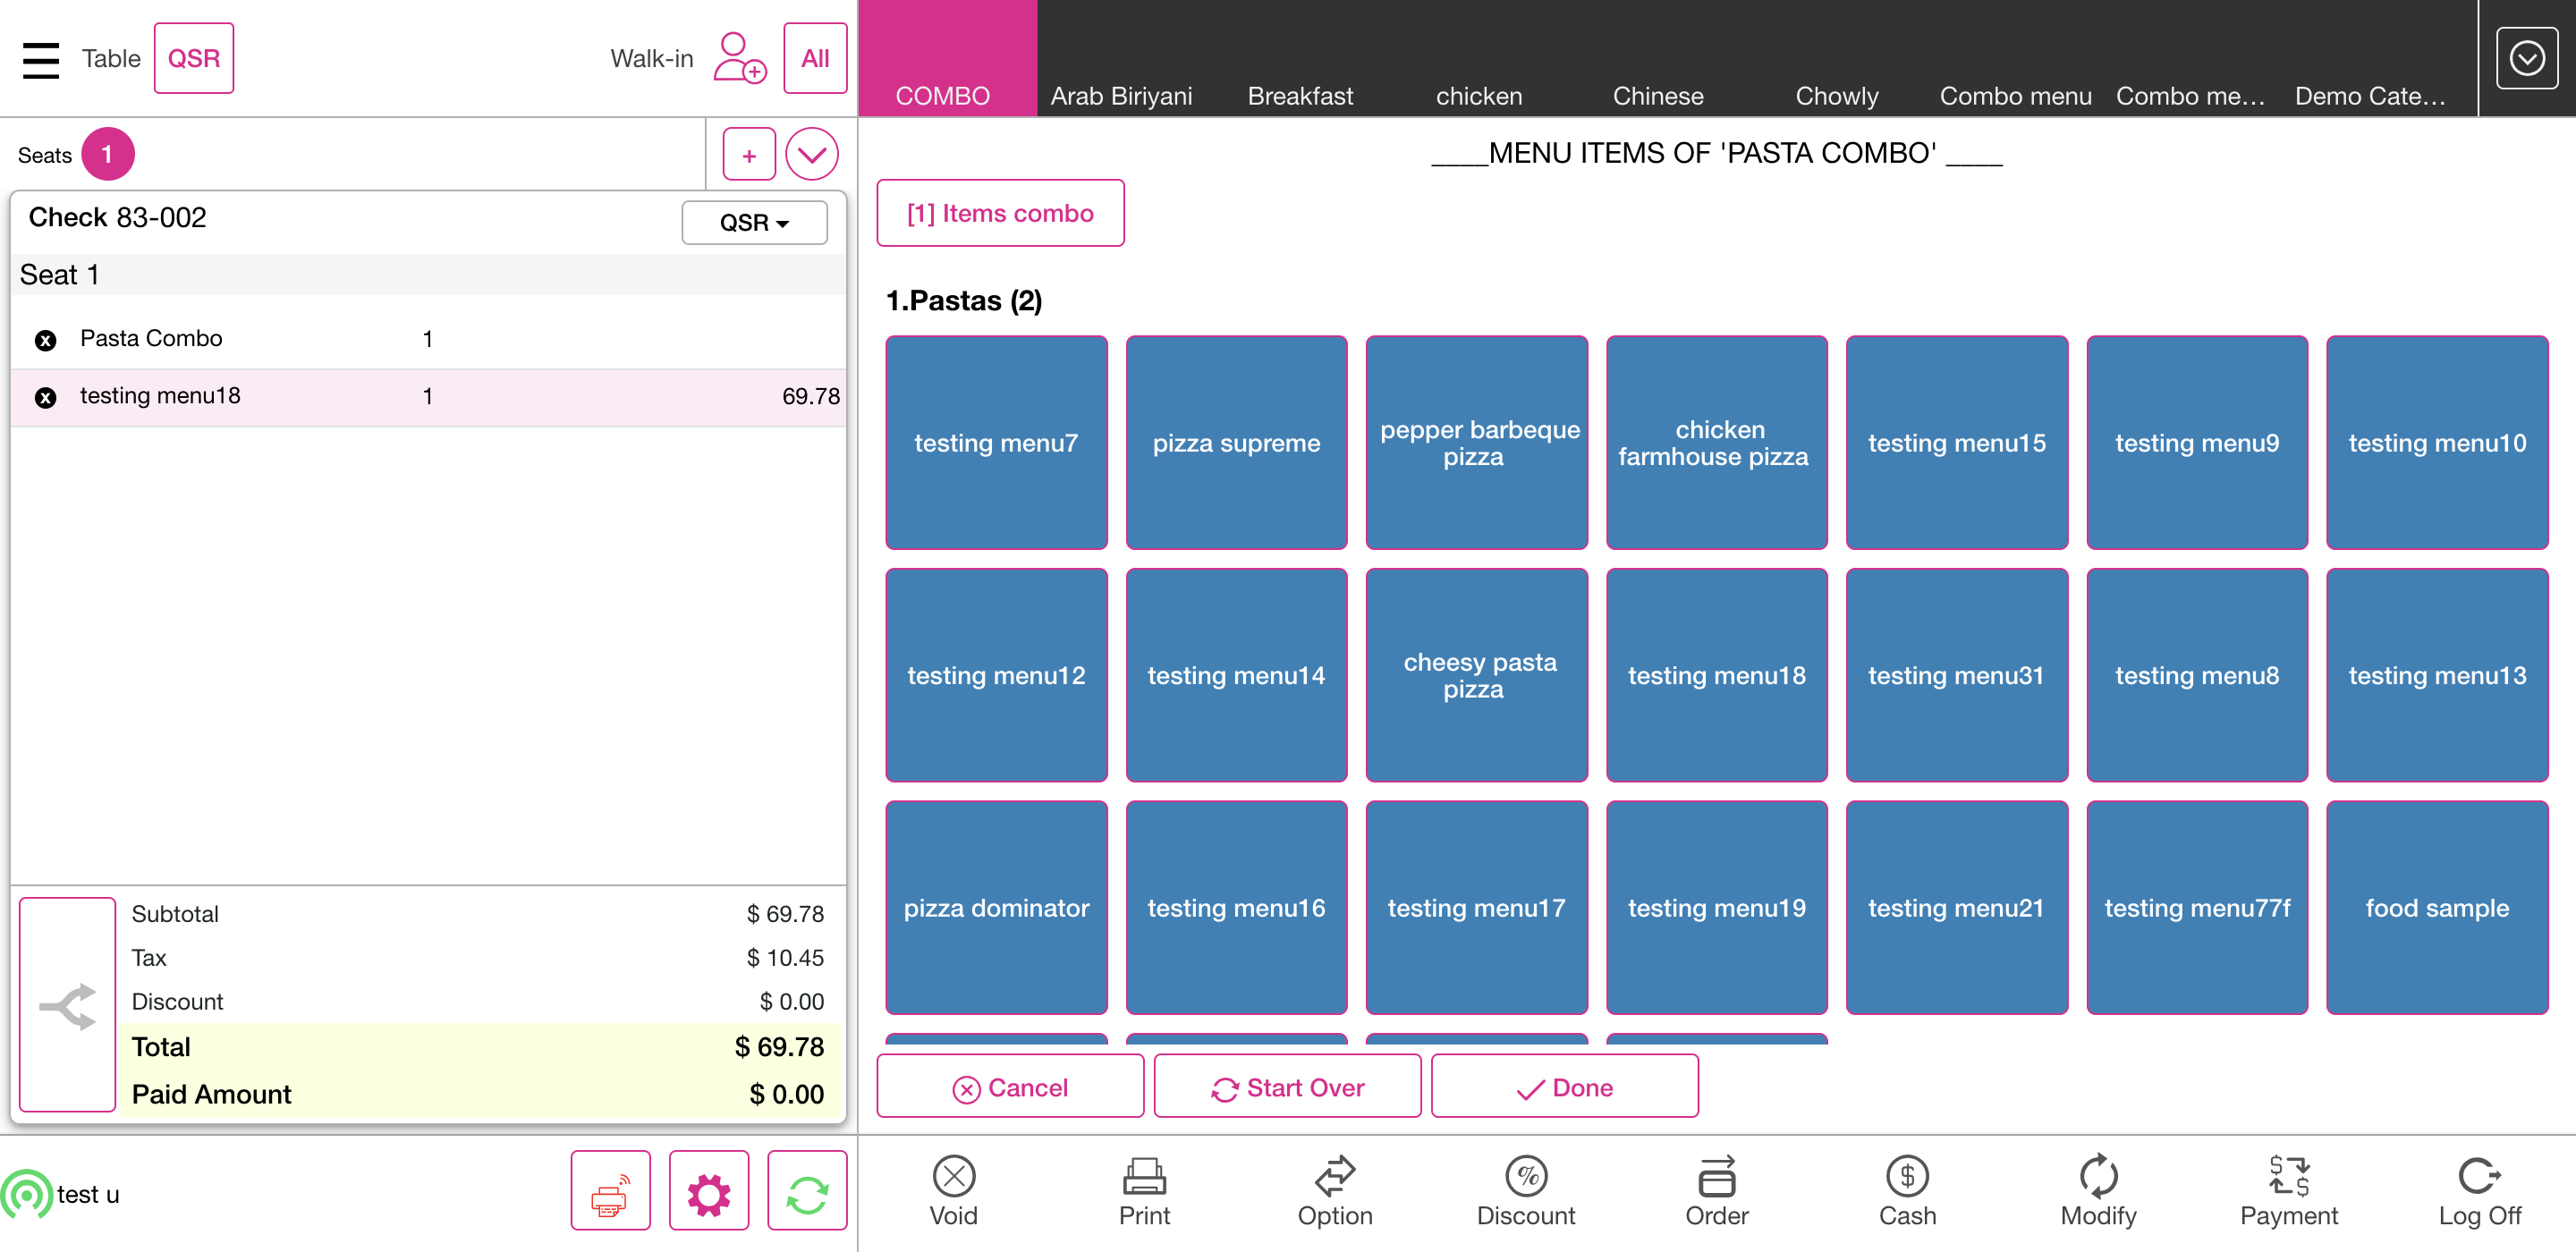 Table QSR Walk-in All
COMBO Arab Biriyani Breakfast chicken Chinese Chowly Combo menu Combo me... Demo Cate...
Seats 1 +
____MENU ITEMS OF 'PASTA COMBO' ____
Check 83-002 QSR
[1] Items combo
Seat 1
1.Pastas (2)
Pasta Combo 1
testing menu18 1 69.78
testing menu7
pizza supreme
pepper barbeque
pizza
chicken
farmhouse pizza
testing menu15
testing menu9
testing menu10
testing menu12
testing menu14
cheesy pasta
pizza
testing menu18
testing menu31
testing menu8
testing menu13
pizza dominator
testing menu16
testing menu17
testing menu19
testing menu21
testing menu77f
food sample
Subtotal $ 69.78
Tax $ 10.45
Discount $ 0.00
Total $ 69.78
Paid Amount $ 0.00
Cancel Start Over Done
test u
Void Print Option Discount Order Cash Modify Payment Log Off